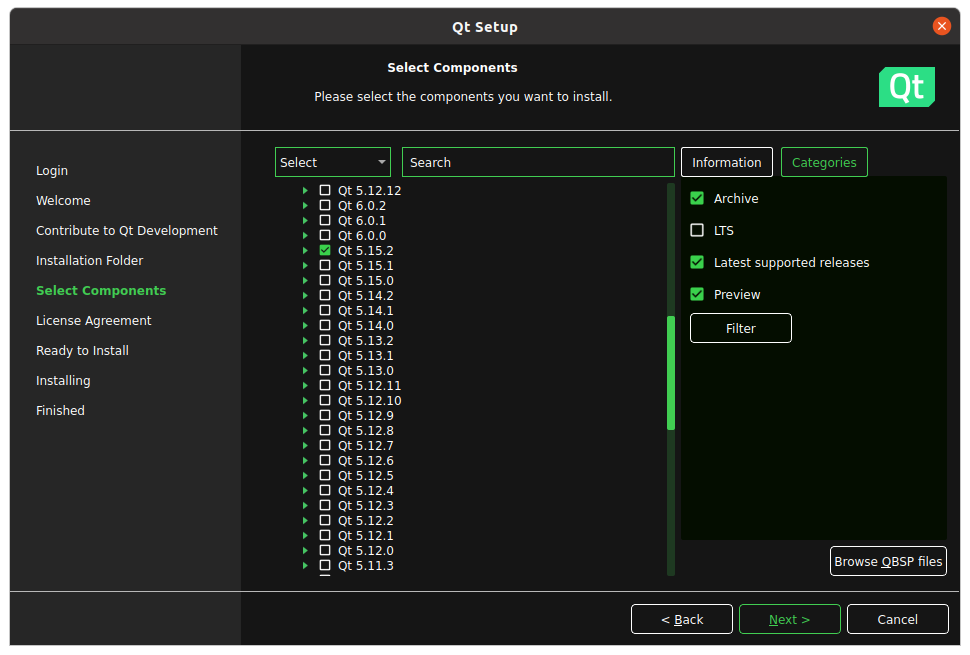 Qt Setup
Select Components
Please select the components you want to install.
Qt
Login
Welcome
Contribute to Qt Development
Installation Folder
Select Components
License Agreement
Ready to Install
Installing
Finished
Select
Search
Qt 5.12.12
Qt 6.0.2
Qt 6.0.1
Qt 6.0.0
Qt 5.15.2
Qt 5.15.1
Qt 5.15.0
Qt 5.14.2
Qt 5.14.1
Qt 5.14.0
Qt 5.13.2
Qt 5.13.1
Qt 5.13.0
Qt 5.12.11
Qt 5.12.10
Qt 5.12.9
Qt 5.12.8
Qt 5.12.7
Qt 5.12.6
Qt 5.12.5
Qt 5.12.4
Qt 5.12.3
Qt 5.12.2
Qt 5.12.1
Qt 5.12.0
Qt 5.11.3
Information
Categories
Archive
LTS
Latest supported releases
Preview
Filter
Browse QBSP files
< Back
Next >
Cancel